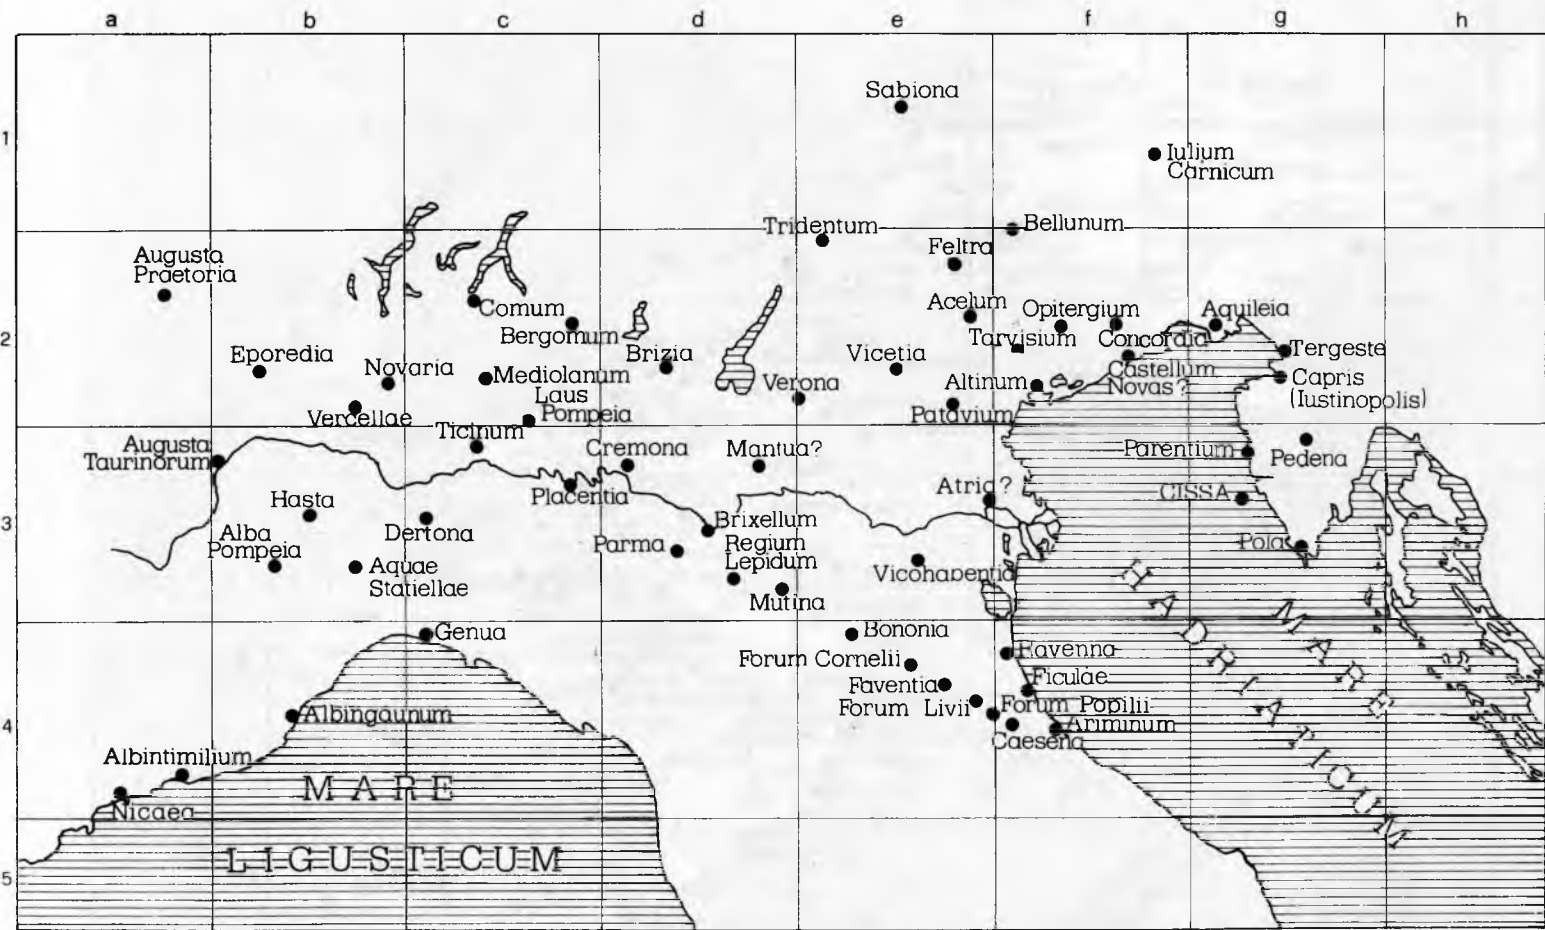 a b c d e f g h
1
Sabiona
Iulium
Carnicum
Tridentum
Bellunum
Feltra
Augusta
Praetoria
2
Comum
Bergomum
Acelum
Tarvisium
Opitergium
Concordia
Aquileia
Eporedia
Novaria
Mediolanum
Laus
Pompeia
Brizia
Verona
Vicetia
Altinum
Castellum
Novas?
Tergeste
Capris
(Iustinopolis)
Vercellae
Patavium
Ticinum
Augusta
Taurinorum
Cremona
Mantua?
Parentium
Pedena
Placentia
Atria?
CISSA
3
Hasta
Dertona
Alba
Pompeia
Aquae
Statiellae
Parma
Brixellum
Regium
Lepidum
Mutina
Vicohabentia
Pola
Genua
Bononia
Forum Cornelii
Ravenna
Faventia
Ficulae
4
Forum Livii
Forum Popilii
Ariminum
Caesena
Albingaunum
Albintimilium
Nicaea
MARE
LIGUSTICUM
MARE
HADRIATICUM
5